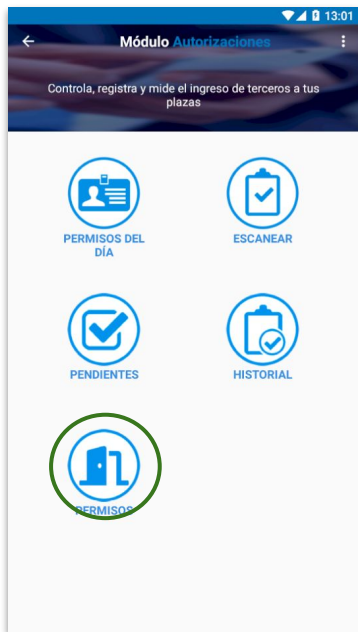 13:01
Módulo Autorizaciones
Controla, registra y mide el ingreso de terceros a tus
plazas
PERMISOS DEL
DÍA
ESCANEAR
PENDIENTES
HISTORIAL
PERMISOS